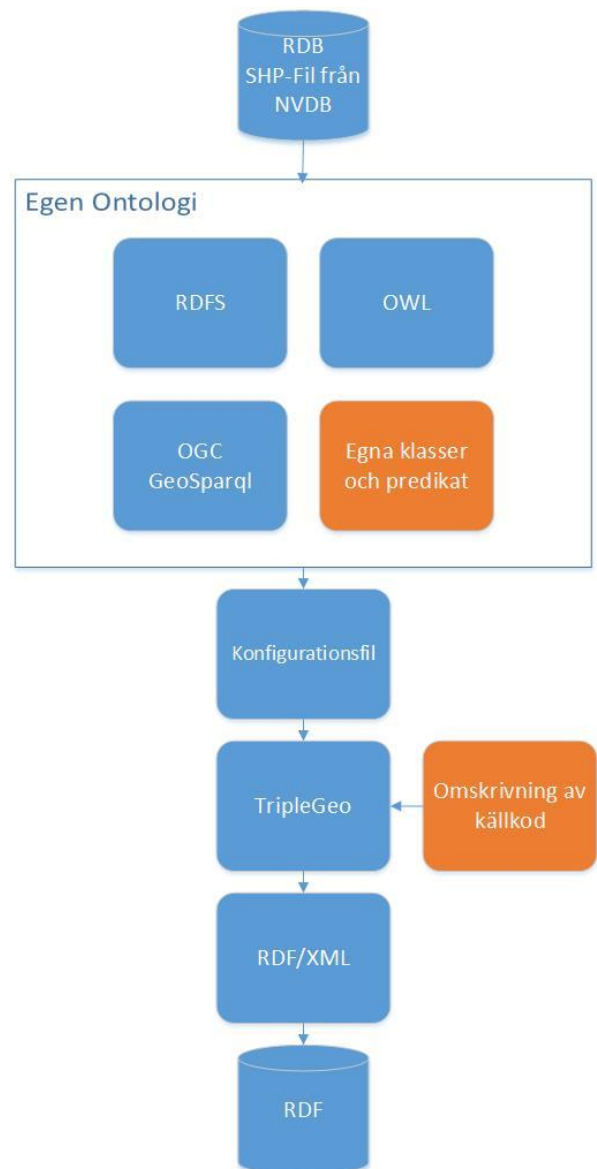 RDB
SHP-Fil från
NVDB
Egen Ontologi
RDFS
OWL
OGC
GeoSparql
Egna klasser
och predikat
Konfigurationsfil
TripleGeo
Omskrivning av
källkod
RDF/XML
RDF